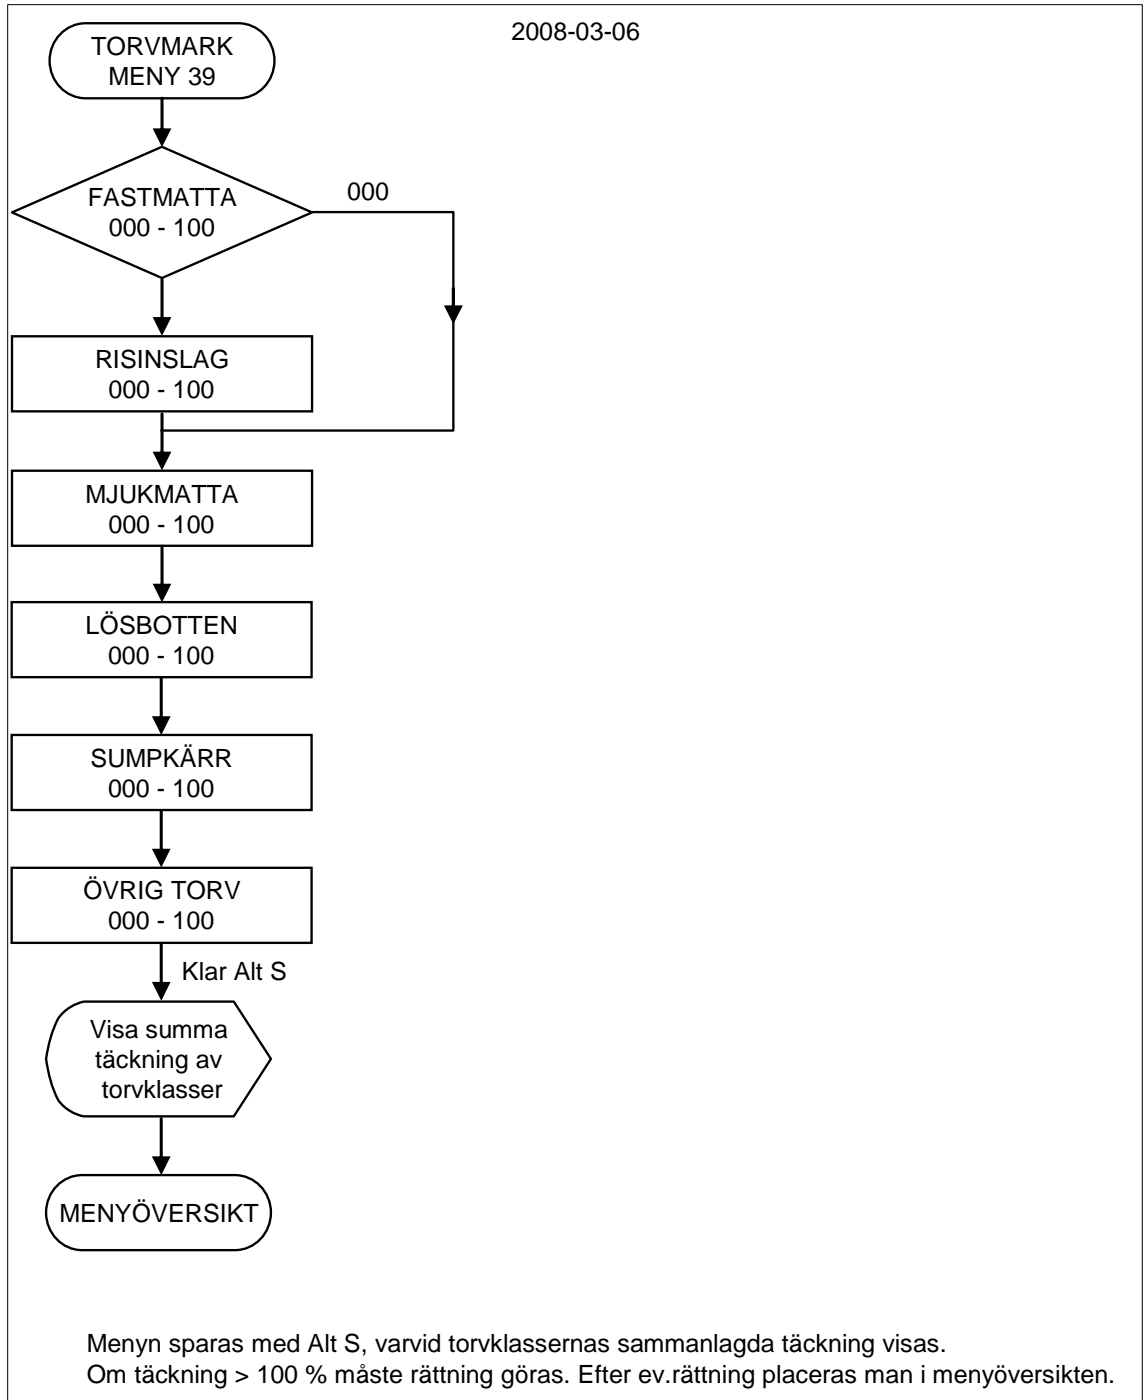 2008-03-06
TORVMARK
MENY 39
FASTMATTA
000 - 100
000
RISINSLAG
000 - 100
MJUKMATTA
000 - 100
LÖSBOTTEN
000 - 100
SUMPKÄRR
000 - 100
ÖVRIG TORV
000 - 100
Klar Alt S
Visa summa
täckning av
torvklasser
MENYÖVERSIKT
Menyn sparas med Alt S, varvid torvklassernas sammanlagda täckning visas.
Om täckning > 100 % måste rättning göras. Efter ev.rättning placeras man i menyöversikten.